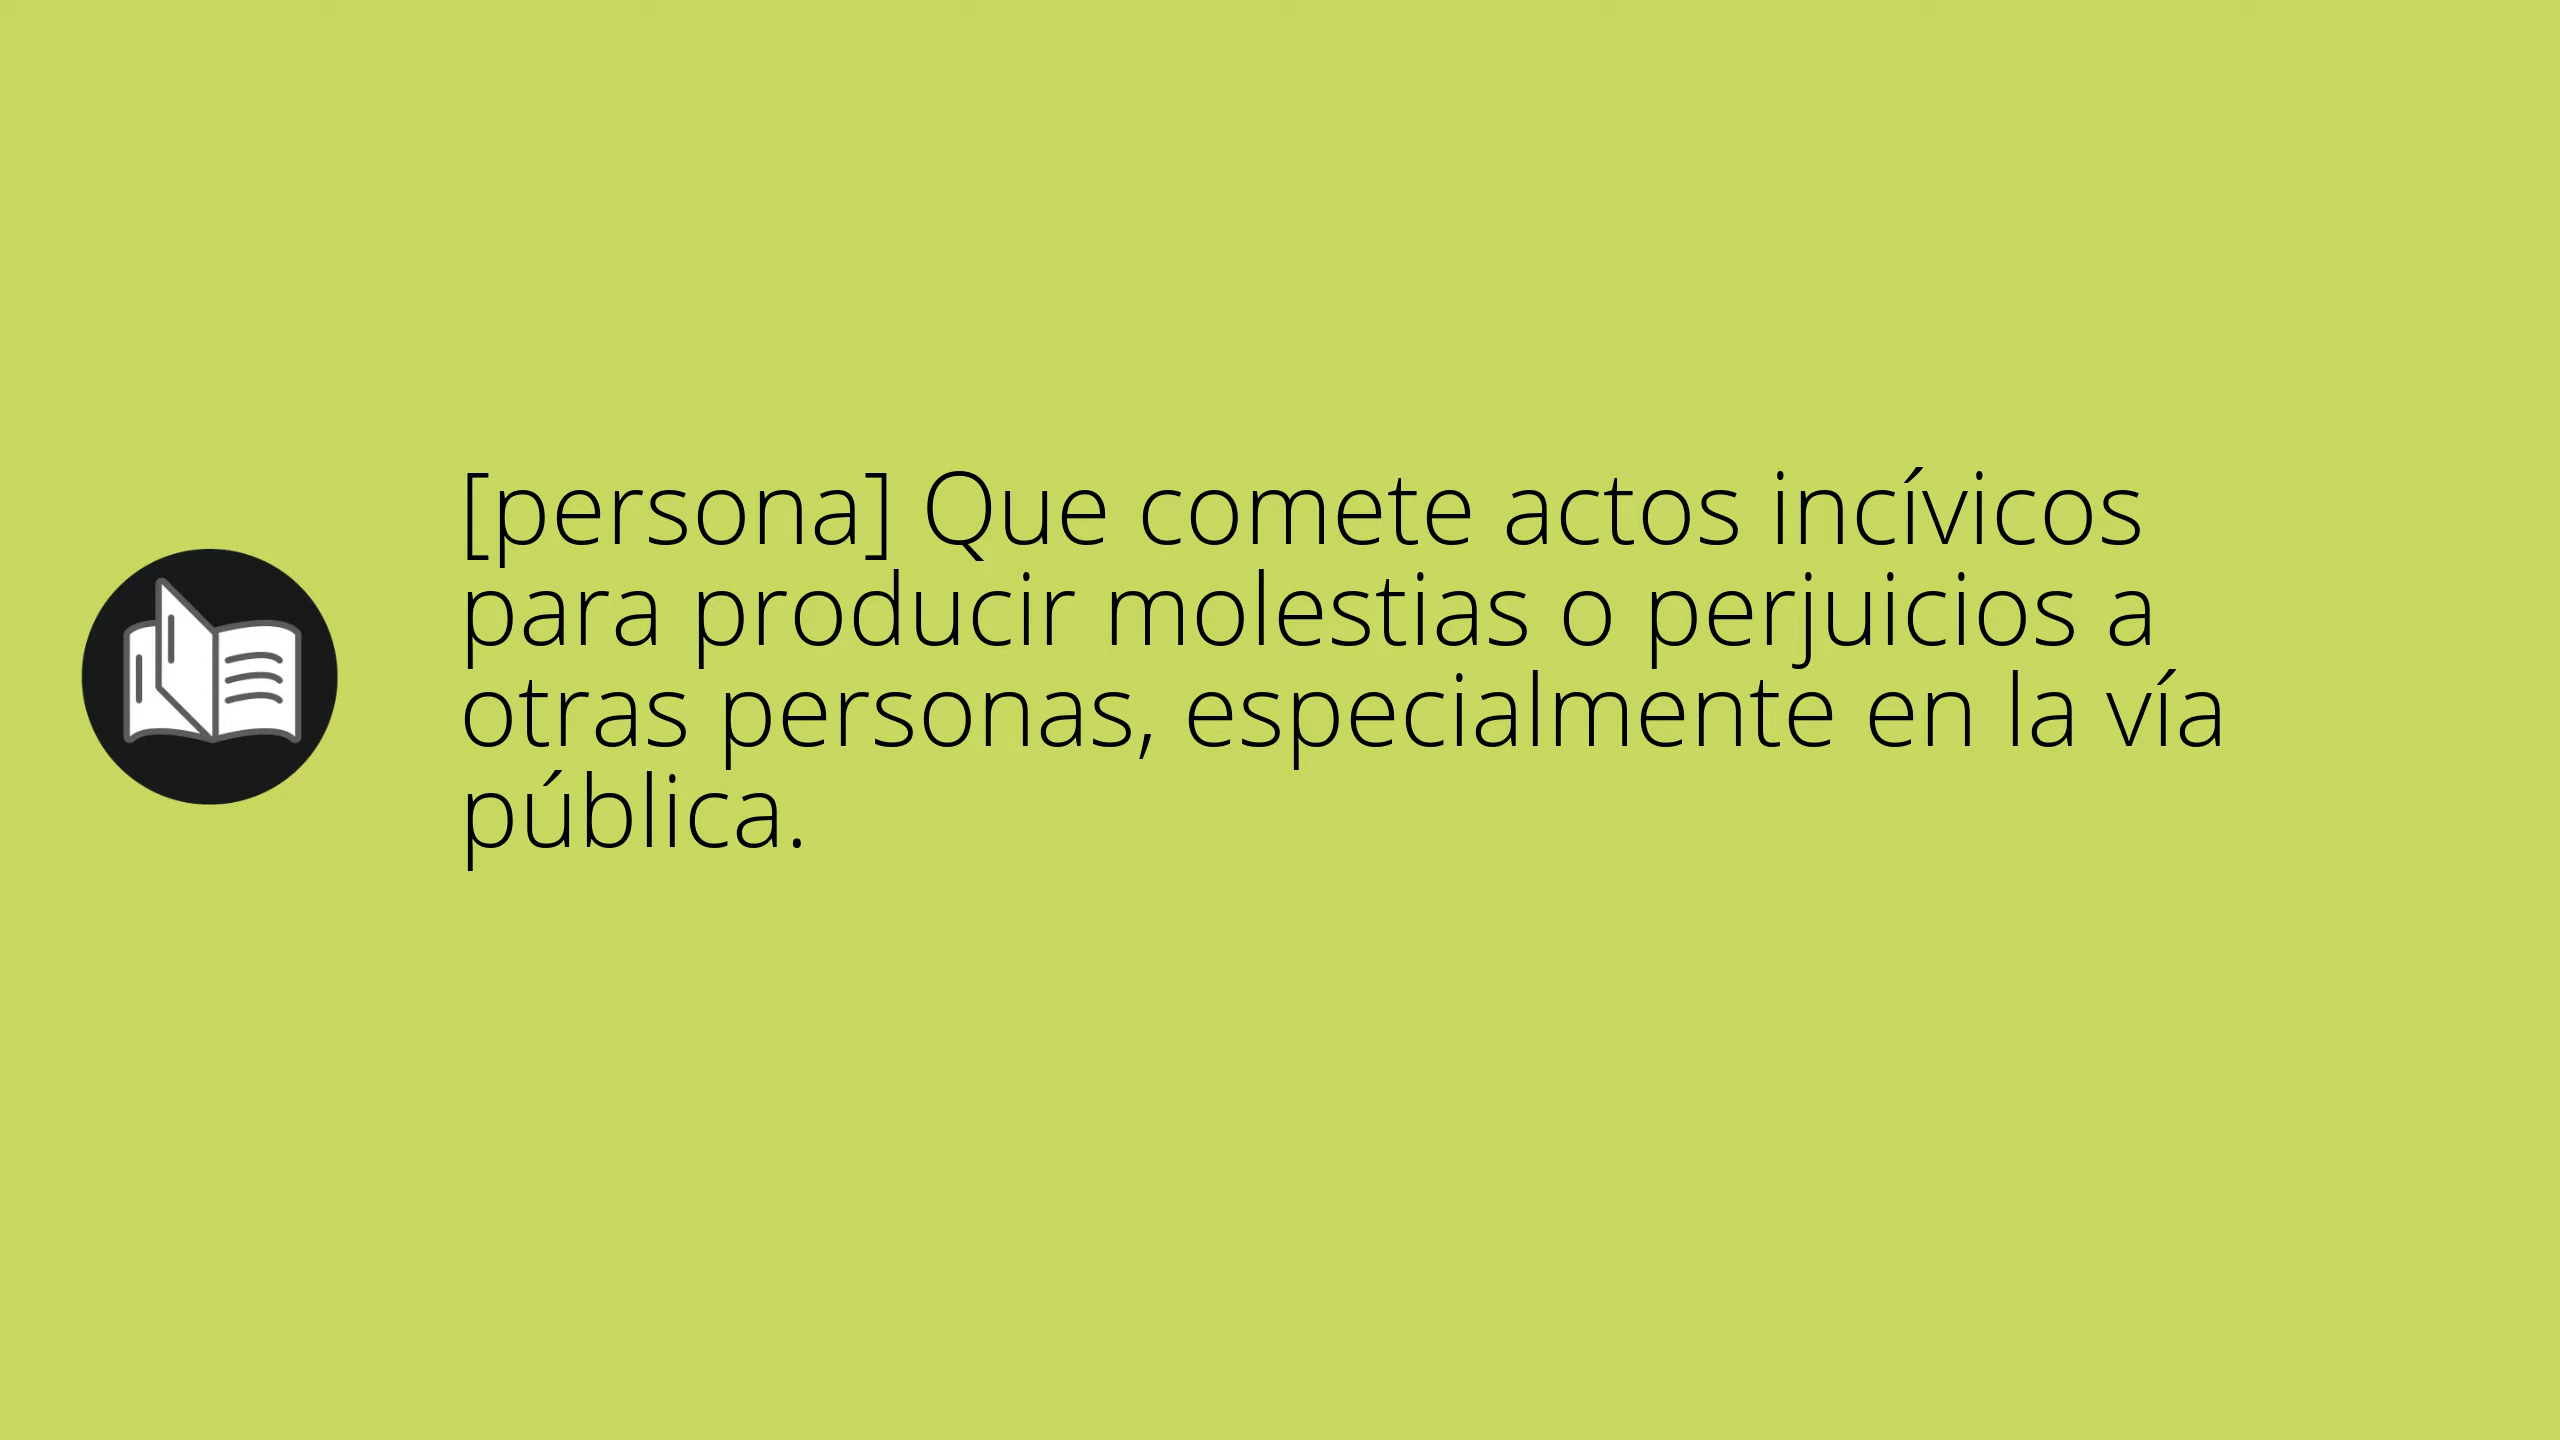 [persona] Que comete actos incívicos
para producir molestias o perjuicios a
otras personas, especialmente en la vía
pública.